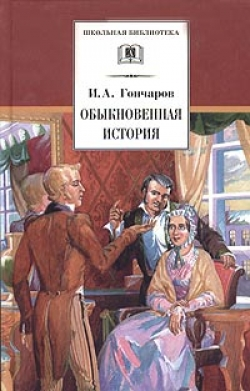 ШКОЛЬНАЯ БИБЛИОТЕКА
И.А. Гончаров
Обыкновенная
история